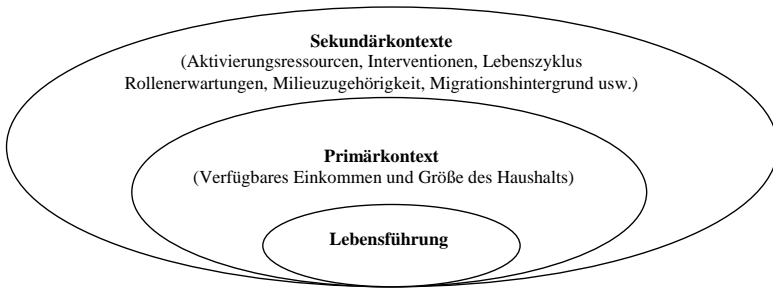 Sekundärkontexte
(Aktivierungsressourcen, Interventionen, Lebenszyklus
Rollenerwartungen, Milieuzugehörigkeit, Migrationshintergrund usw.)
Primärkontext
(Verfügbares Einkommen und Größe des Haushalts)
Lebensführung